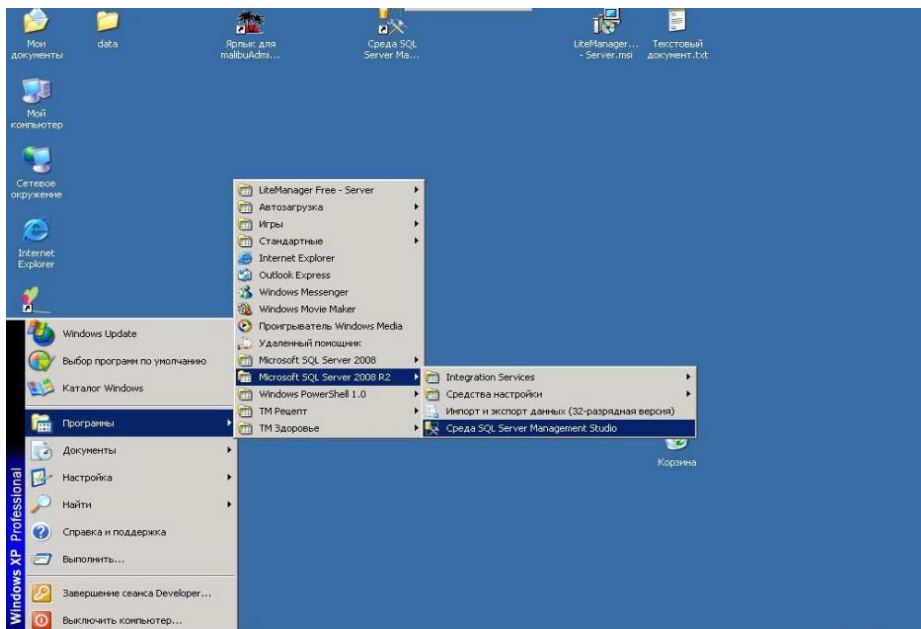 Мои
документы
data
Ярлык для
malibuAdmi...
Среда SQL
Server Ma...
LiteManager...
- Server.msi
Текстовый
документ.txt
Мой
компьютер
Сетевое
окружение
Internet
Explorer
LiteManager Free - Server
Автозагрузка
Игры
Стандартные
Internet Explorer
Outlook Express
Windows Messenger
Windows Movie Maker
Проигрыватель Windows Media
Удаленный помощник
Microsoft SQL Server 2008
Microsoft SQL Server 2008 R2
Windows PowerShell 1.0
ТМ Рецепт
ТМ Здоровье
Integration Services
Средства настройки
Импорт и экспорт данных (32-разрядная версия)
Среда SQL Server Management Studio
Корзина
Windows Update
Выбор программ по умолчанию
Каталог Windows
Программы
Документы
Настройка
Найти
Справка и поддержка
Выполнить...
Завершение сеанса Developer...
Выключить компьютер...
Windows XP Professional